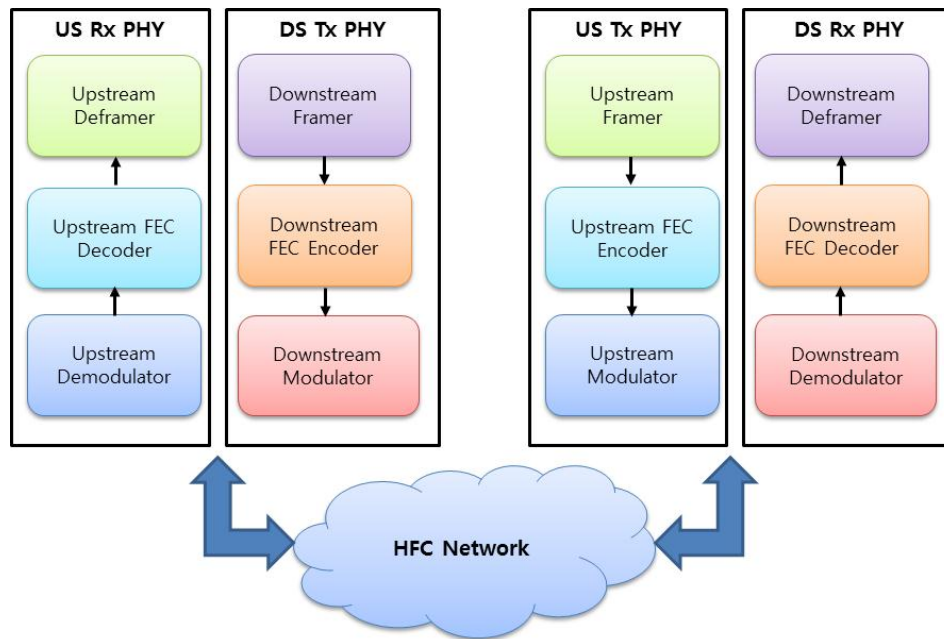 US Rx PHY
Upstream
Deframer
Upstream FEC
Decoder
Upstream
Demodulator
DS Tx PHY
Downstream
Framer
Downstream
FEC Encoder
Downstream
Modulator
US Tx PHY
Upstream
Framer
Upstream FEC
Encoder
Upstream
Modulator
DS Rx PHY
Downstream
Deframer
Downstream
FEC Decoder
Downstream
Demodulator
HFC Network